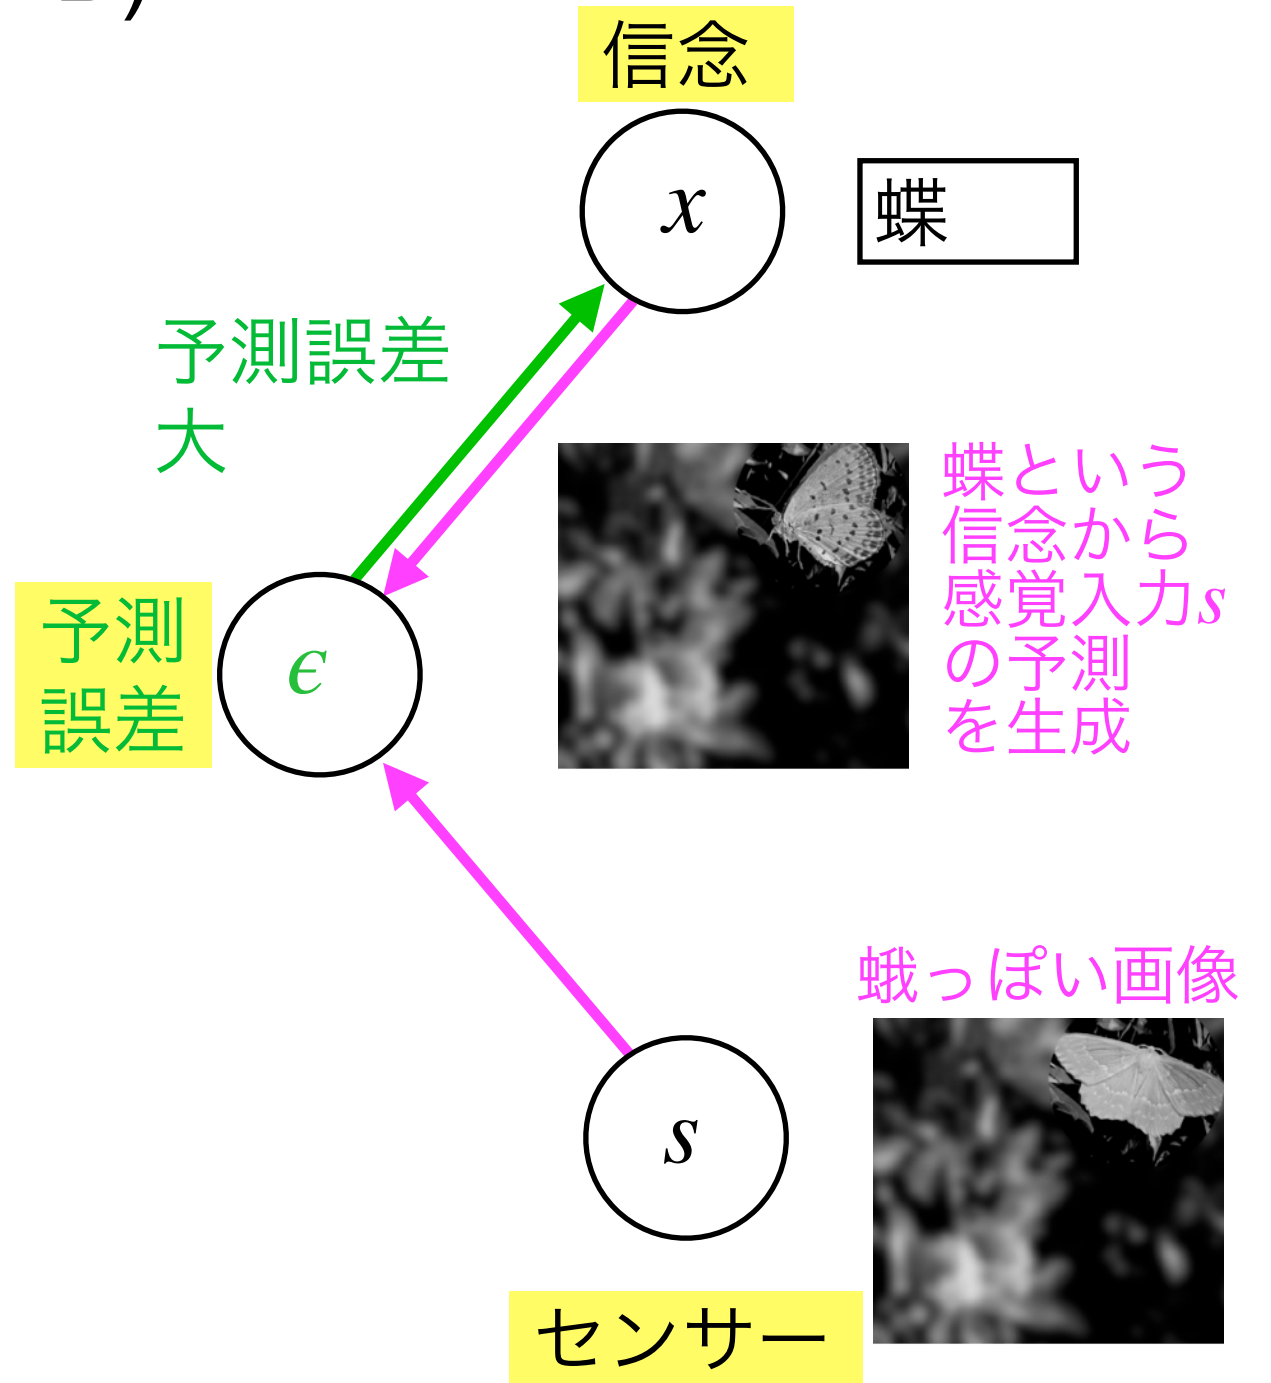 信念
x
蝶
予測誤差
大
蝶という
信念から
感覚入力s
の予測
を生成
予測
誤差
ϵ
蛾っぽい画像
s
センサー